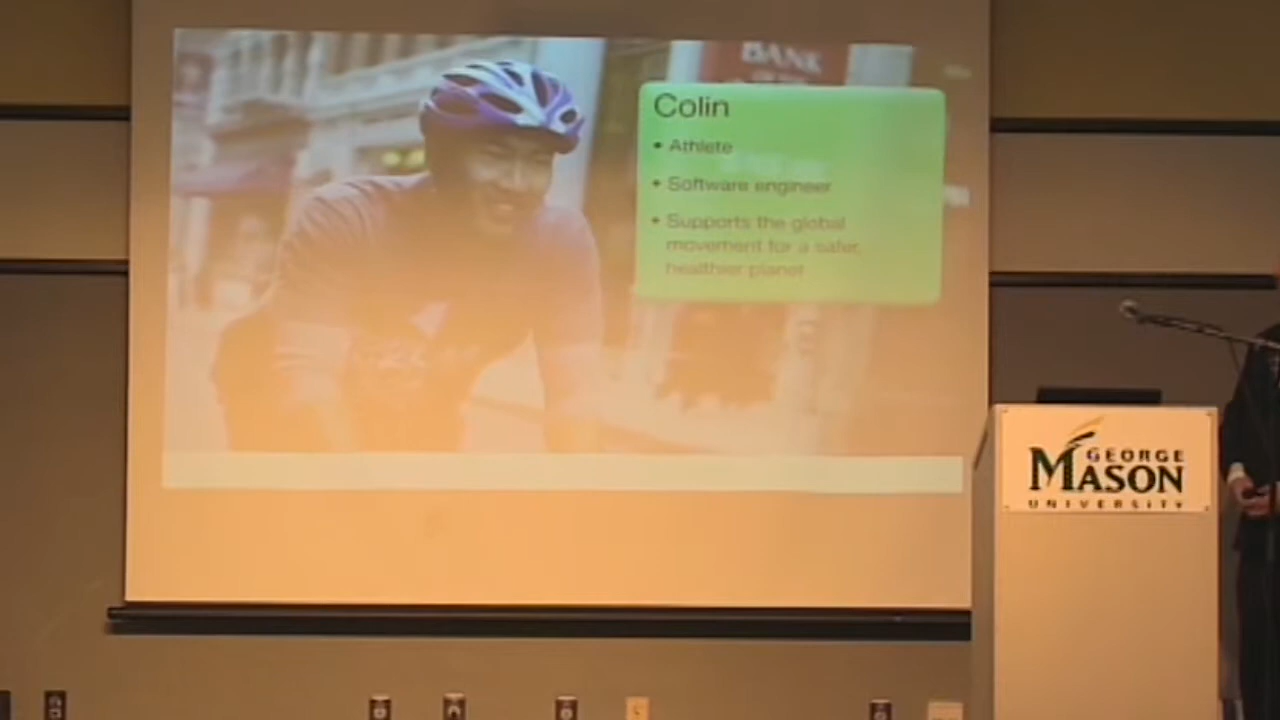 BANK
Colin
• Athlete
• Software engineer
• Supports the global
movement for a safer,
healthier planet
GEORGE
MASON
UNIVERSITY